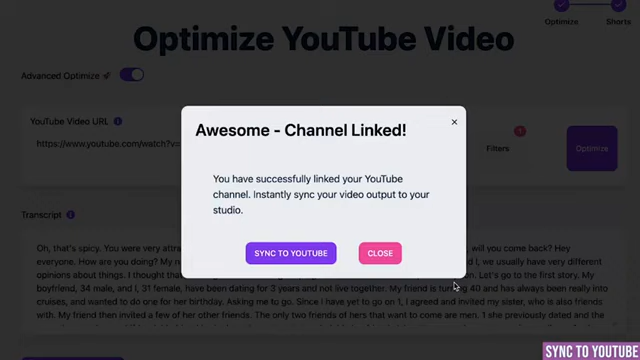 Optimize
Shorts
Optimize YouTube Video
Advanced Optimize
YouTube Video URL
https://www.youtube.com/watch?v=
Filters
1
Optimize
Awesome - Channel Linked!
×
You have successfully linked your YouTube
channel. Instantly sync your video output to your
studio.
SYNC TO YOUTUBE
CLOSE
Transcript
Oh, that's spicy. You were very attra
will you come back? Hey
everyone. How are you doing? My n
I, we usually have very different
opinions about things. I thought tha
tion. Let's go to the first story. My
boyfriend, 34 male, and I, 31 female, have been dating for 3 years and not live together. My friend is turning 40 and has always been really into
cruises, and wanted to do one for her birthday. Asking me to go. Since I have yet to go on 1, I agreed and invited my sister, who is also friends
with. My friend then invited a few of her other friends. The only two friends of hers that want to come are men. 1 she previously dated and the
SYNC TO YOUTUBE